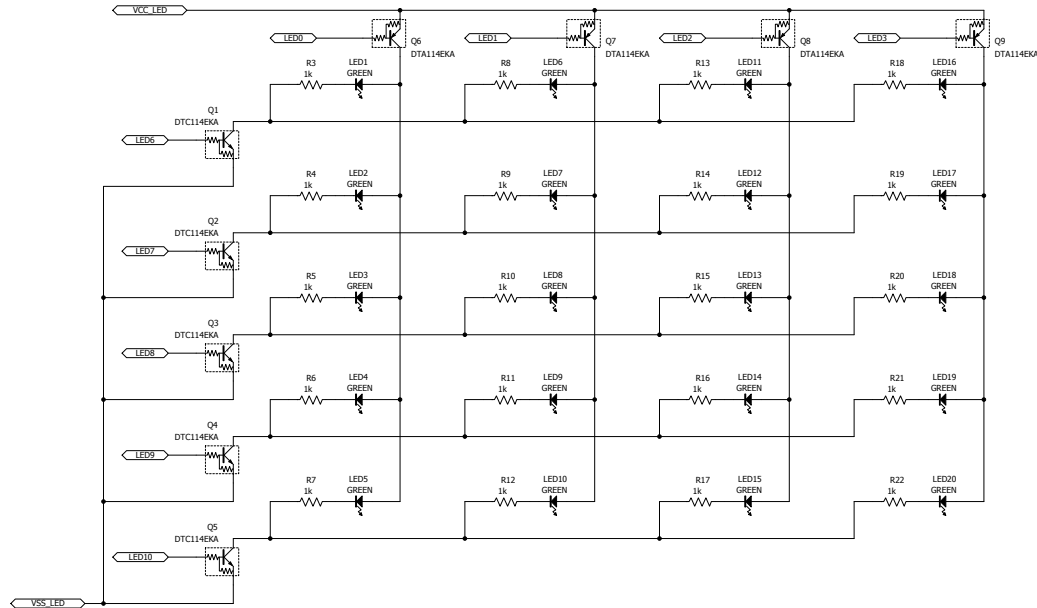 VCC_LED
LED0
Q6
DTA114EKA
LED1
Q7
DTA114EKA
LED2
Q8
DTA114EKA
LED3
Q9
DTA114EKA
R3
1k
LED1
GREEN
R8
1k
LED6
GREEN
R13
1k
LED11
GREEN
R18
1k
LED16
GREEN
Q1
DTC114EKA
LED6
R4
1k
LED2
GREEN
R9
1k
LED7
GREEN
R14
1k
LED12
GREEN
R19
1k
LED17
GREEN
Q2
DTC114EKA
LED7
R5
1k
LED3
GREEN
R10
1k
LED8
GREEN
R15
1k
LED13
GREEN
R20
1k
LED18
GREEN
Q3
DTC114EKA
LED8
R6
1k
LED4
GREEN
R11
1k
LED9
GREEN
R16
1k
LED14
GREEN
R21
1k
LED19
GREEN
Q4
DTC114EKA
LED9
R7
1k
LED5
GREEN
R12
1k
LED10
GREEN
R17
1k
LED15
GREEN
R22
1k
LED20
GREEN
Q5
DTC114EKA
LED10
VSS_LED